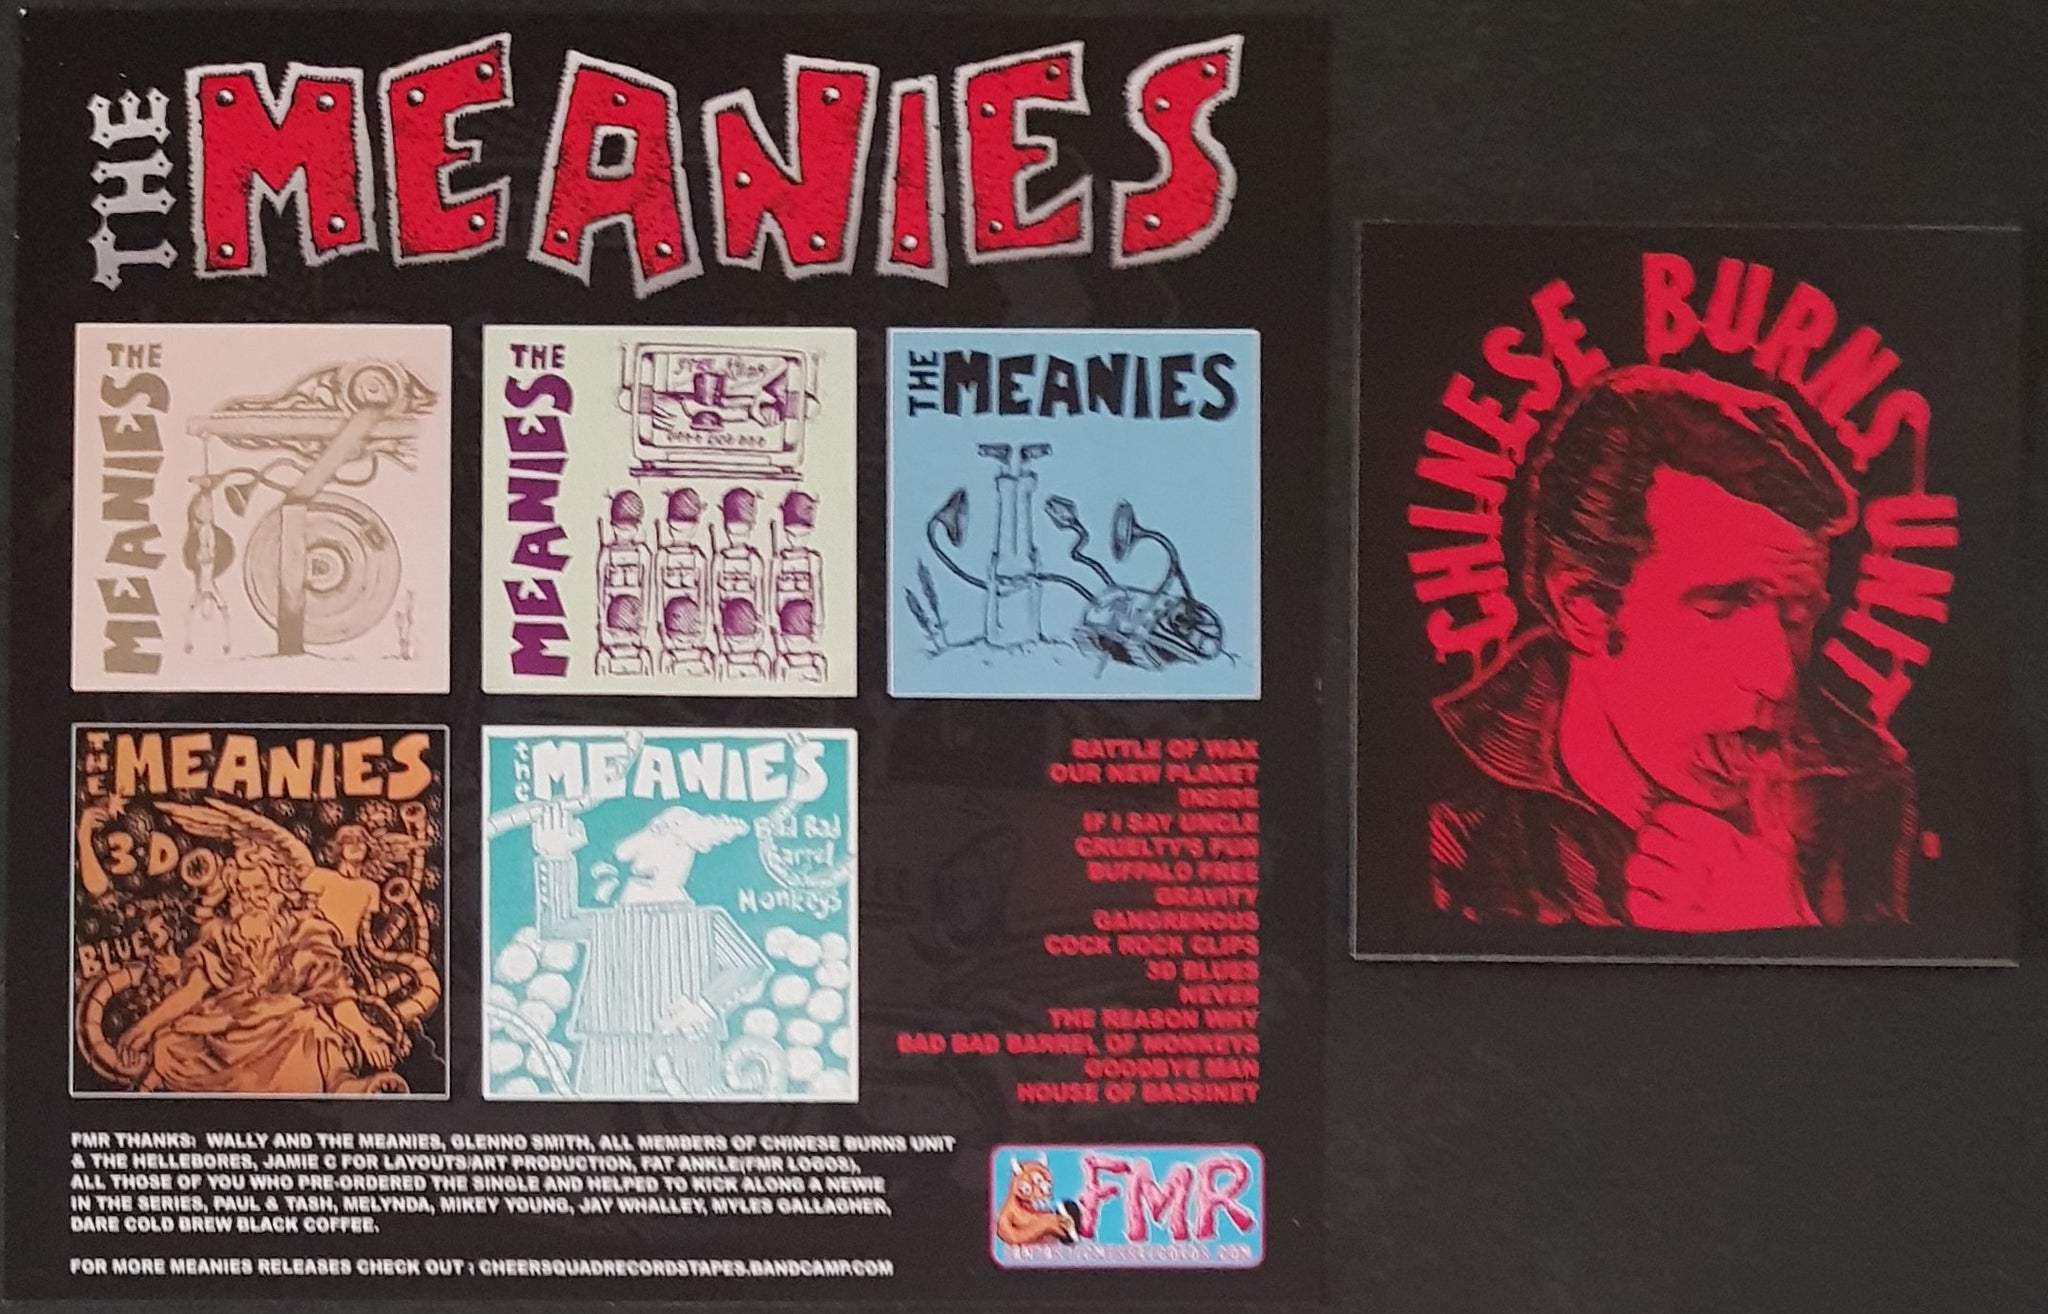 THE MEANIES
THE MEANIES
THE MEANIES
THE MEANIES
THE MEANIES
3-D
BLUES
the MEANIES
Bad Bad
Barrel
Monkeys
BATTLE OF WAX
OUR NEW PLANET
INSIDE
IF I SAY UNCLE
CRUELTY'S FUN
BUFFALO FREE
GRAVITY
GANGRENOUS
COCK ROCK CLIPS
3D BLUES
NEVER
THE REASON WHY
BAD BAD BARREL OF MONKEYS
GOODBYE MAN
HOUSE OF BASSINET
FMR THANKS: WALLY AND THE MEANIES, GLENNO SMITH, ALL MEMBERS OF CHINESE BURNS UNIT
& THE HELLEBORES, JAMIE C FOR LAYOUTS/ART PRODUCTION, FAT ANKLE(FMR LOGOS),
ALL THOSE OF YOU WHO PRE-ORDERED THE SINGLE AND HELPED TO KICK ALONG A NEWIE
IN THE SERIES, PAUL & TASH, MELYNDA, MIKEY YOUNG, JAY WHALLEY, MYLES GALLAGHER,
DARE COLD BREW BLACK COFFEE.
FOR MORE MEANIES RELEASES CHECK OUT : CHEERSQUADRECORDSTAPES.BANDCAMP.COM
FMR
CHINESE BURNS UNIT